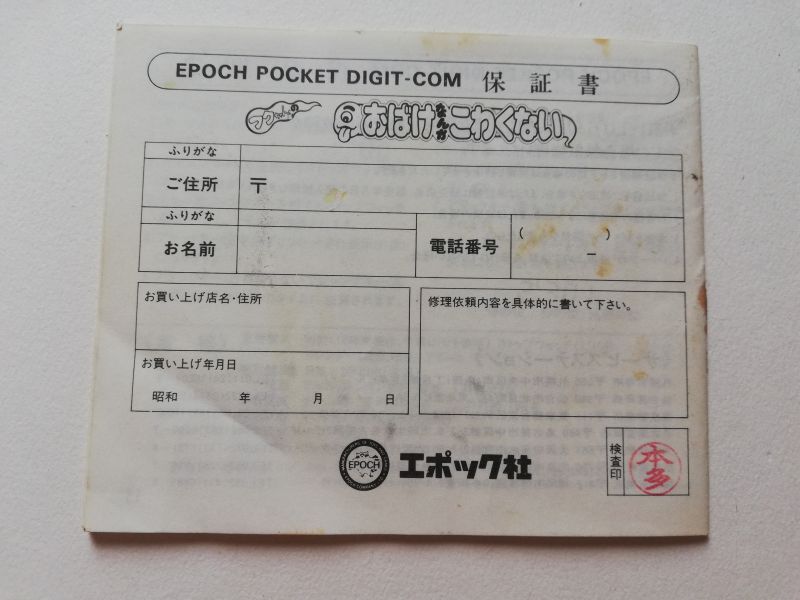 EPOCH POCKET DIGIT-COM 保証書
おばけなんかこわくない
ふりがな
ご住所 〒
ふりがな
お名前
電話番号 ( ) –
お買い上げ店名・住所
お買い上げ年月日
昭和 年 月 日
修理依頼内容を具体的に書いて下さい。
EPOCH
エポック社
検査印
本多